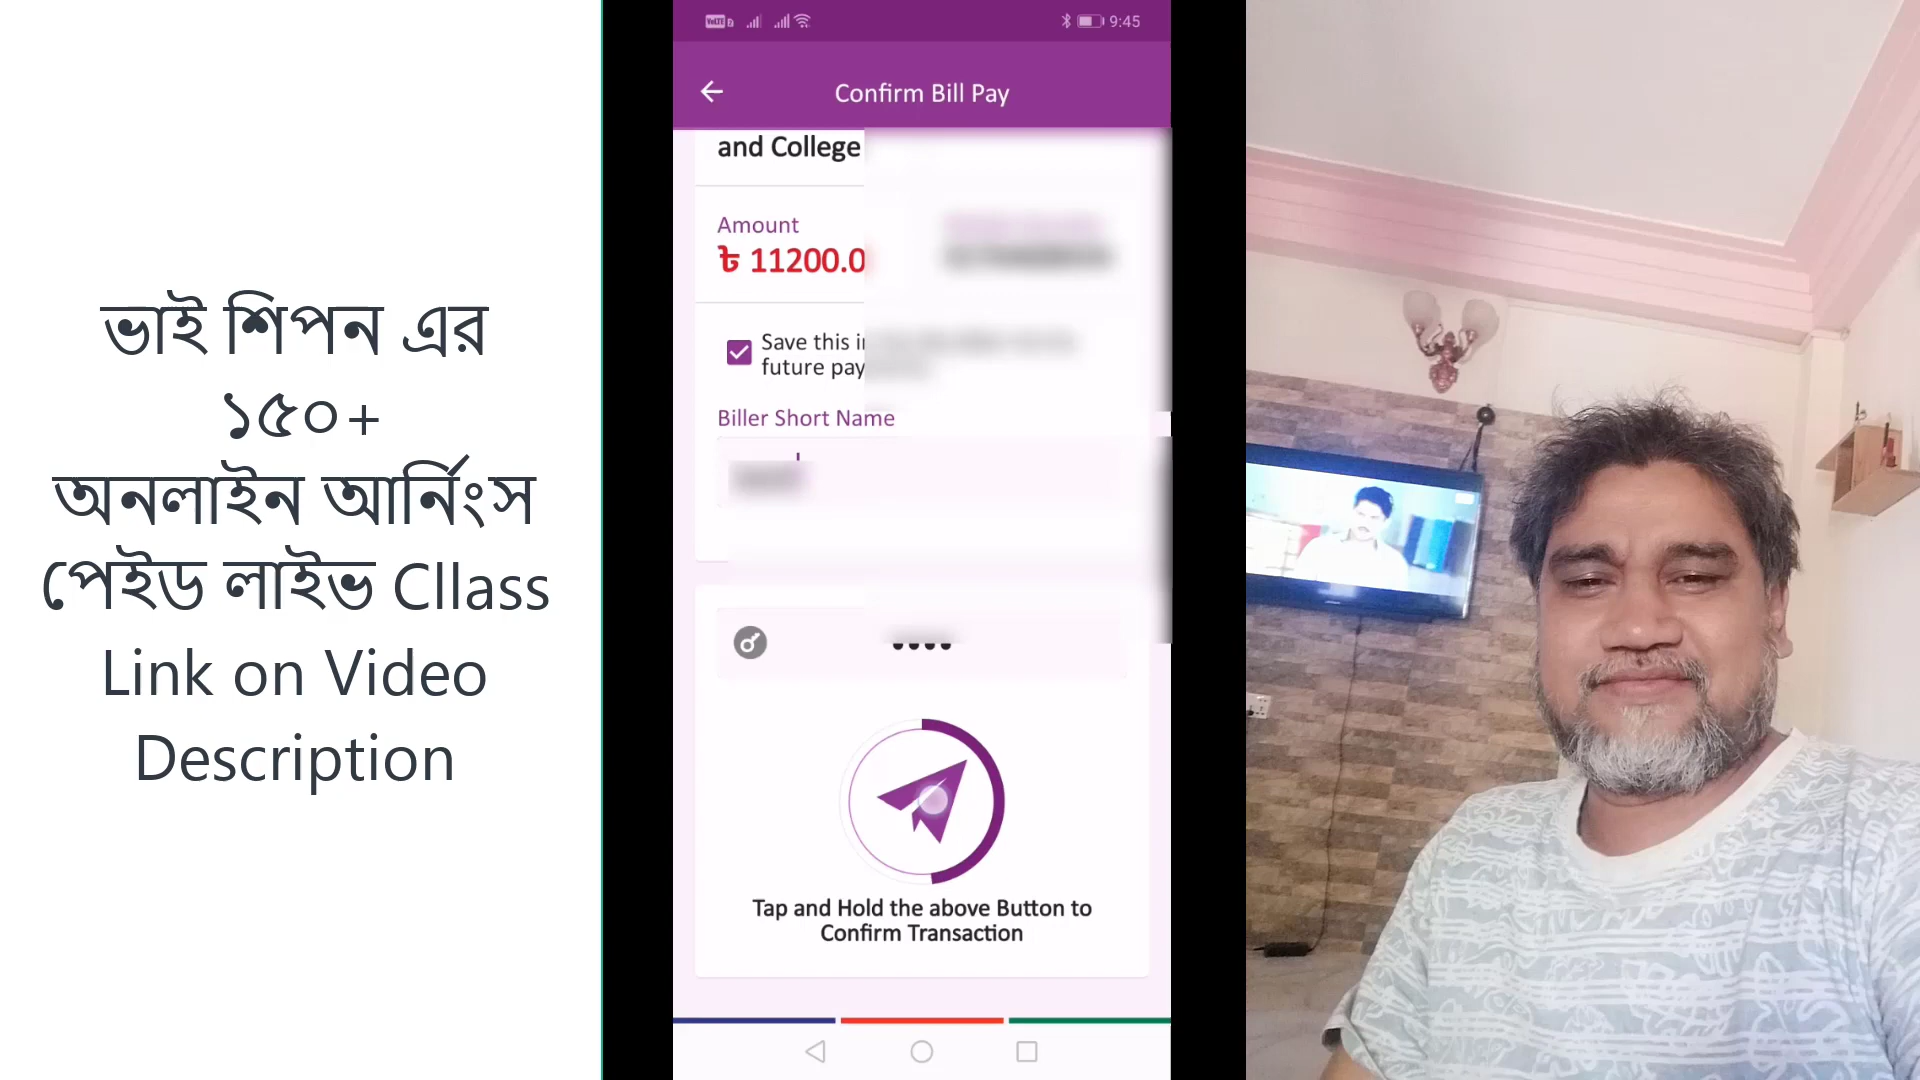 ভাই শিপন এর
১৫০+
অনলাইন আর্নিংস
পেইড লাইভ Cllass
Link on Video
Description
9:45
Confirm Bill Pay
and College
Amount
৳ 11200.0
Save this
future pay
Biller Short Name
Tap and Hold the above Button to
Confirm Transaction